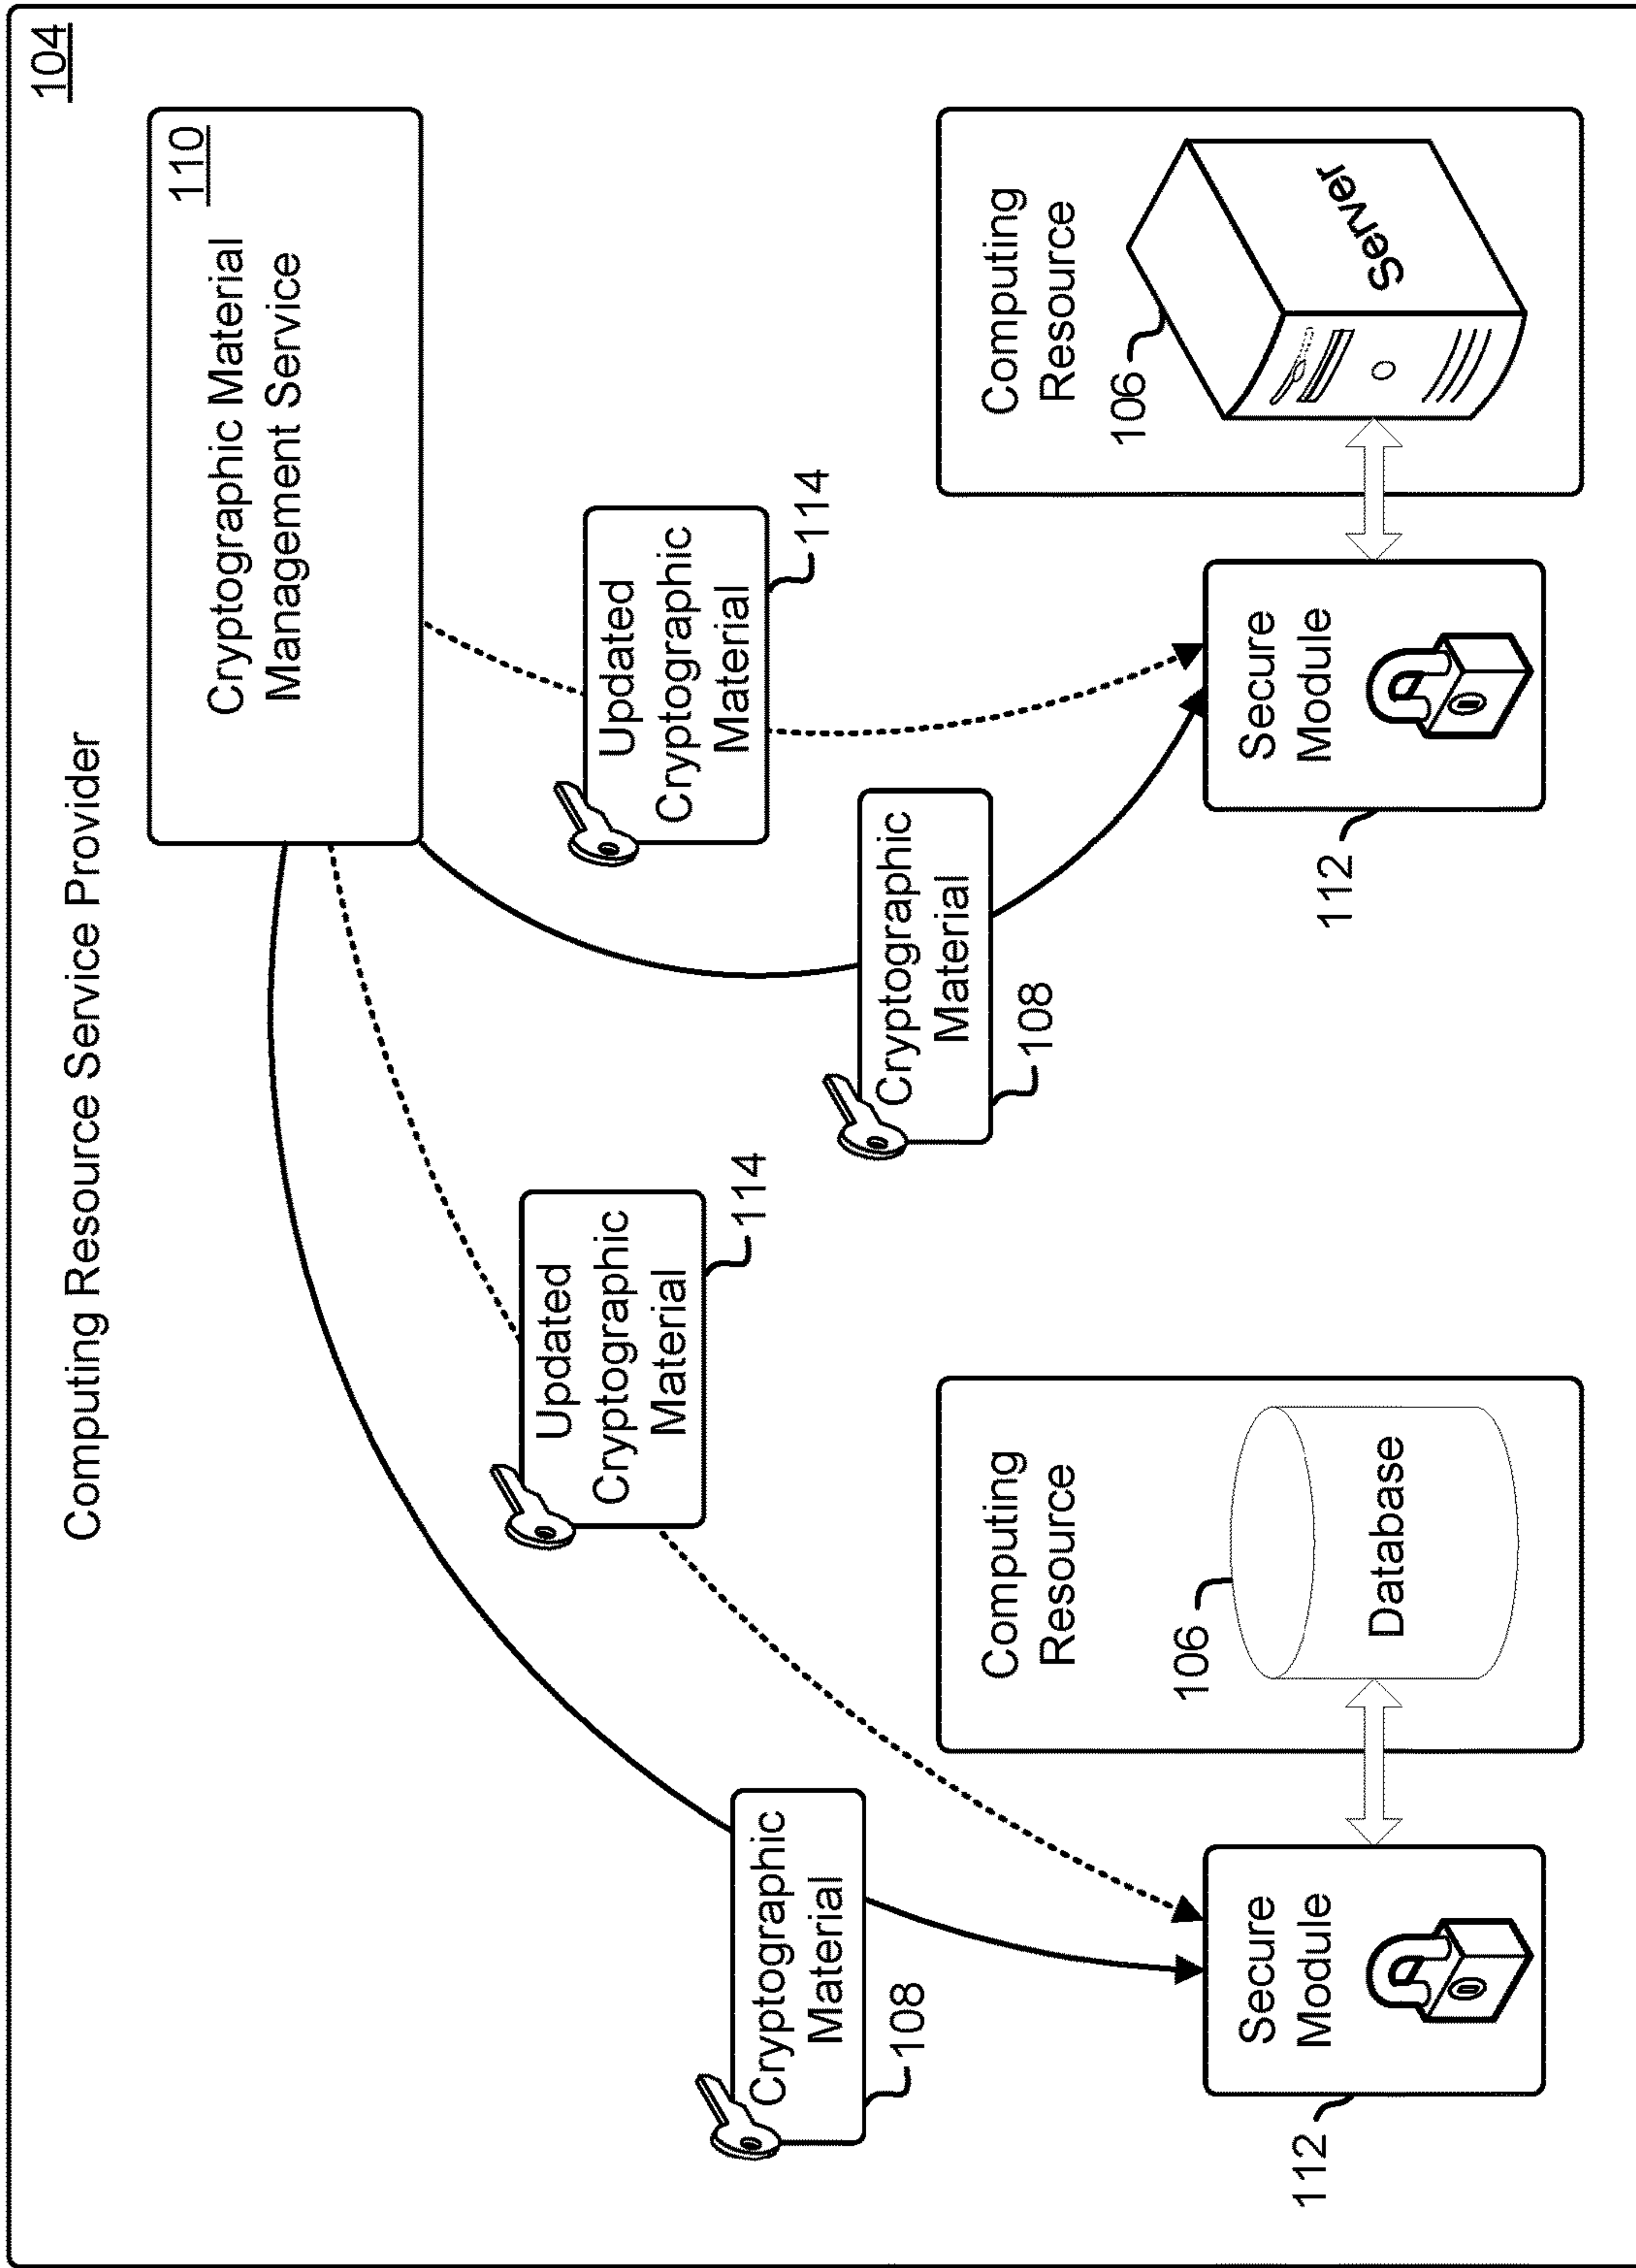 Computing Resource Service Provider
104
Cryptographic Material
Management Service
110
Updated
Cryptographic
Material
114
Updated
Cryptographic
Material
114
Cryptographic
Material
108
Cryptographic
Material
108
Secure
Module
112
Computing
Resource
106
Database
Secure
Module
112
Computing
Resource
106
Server